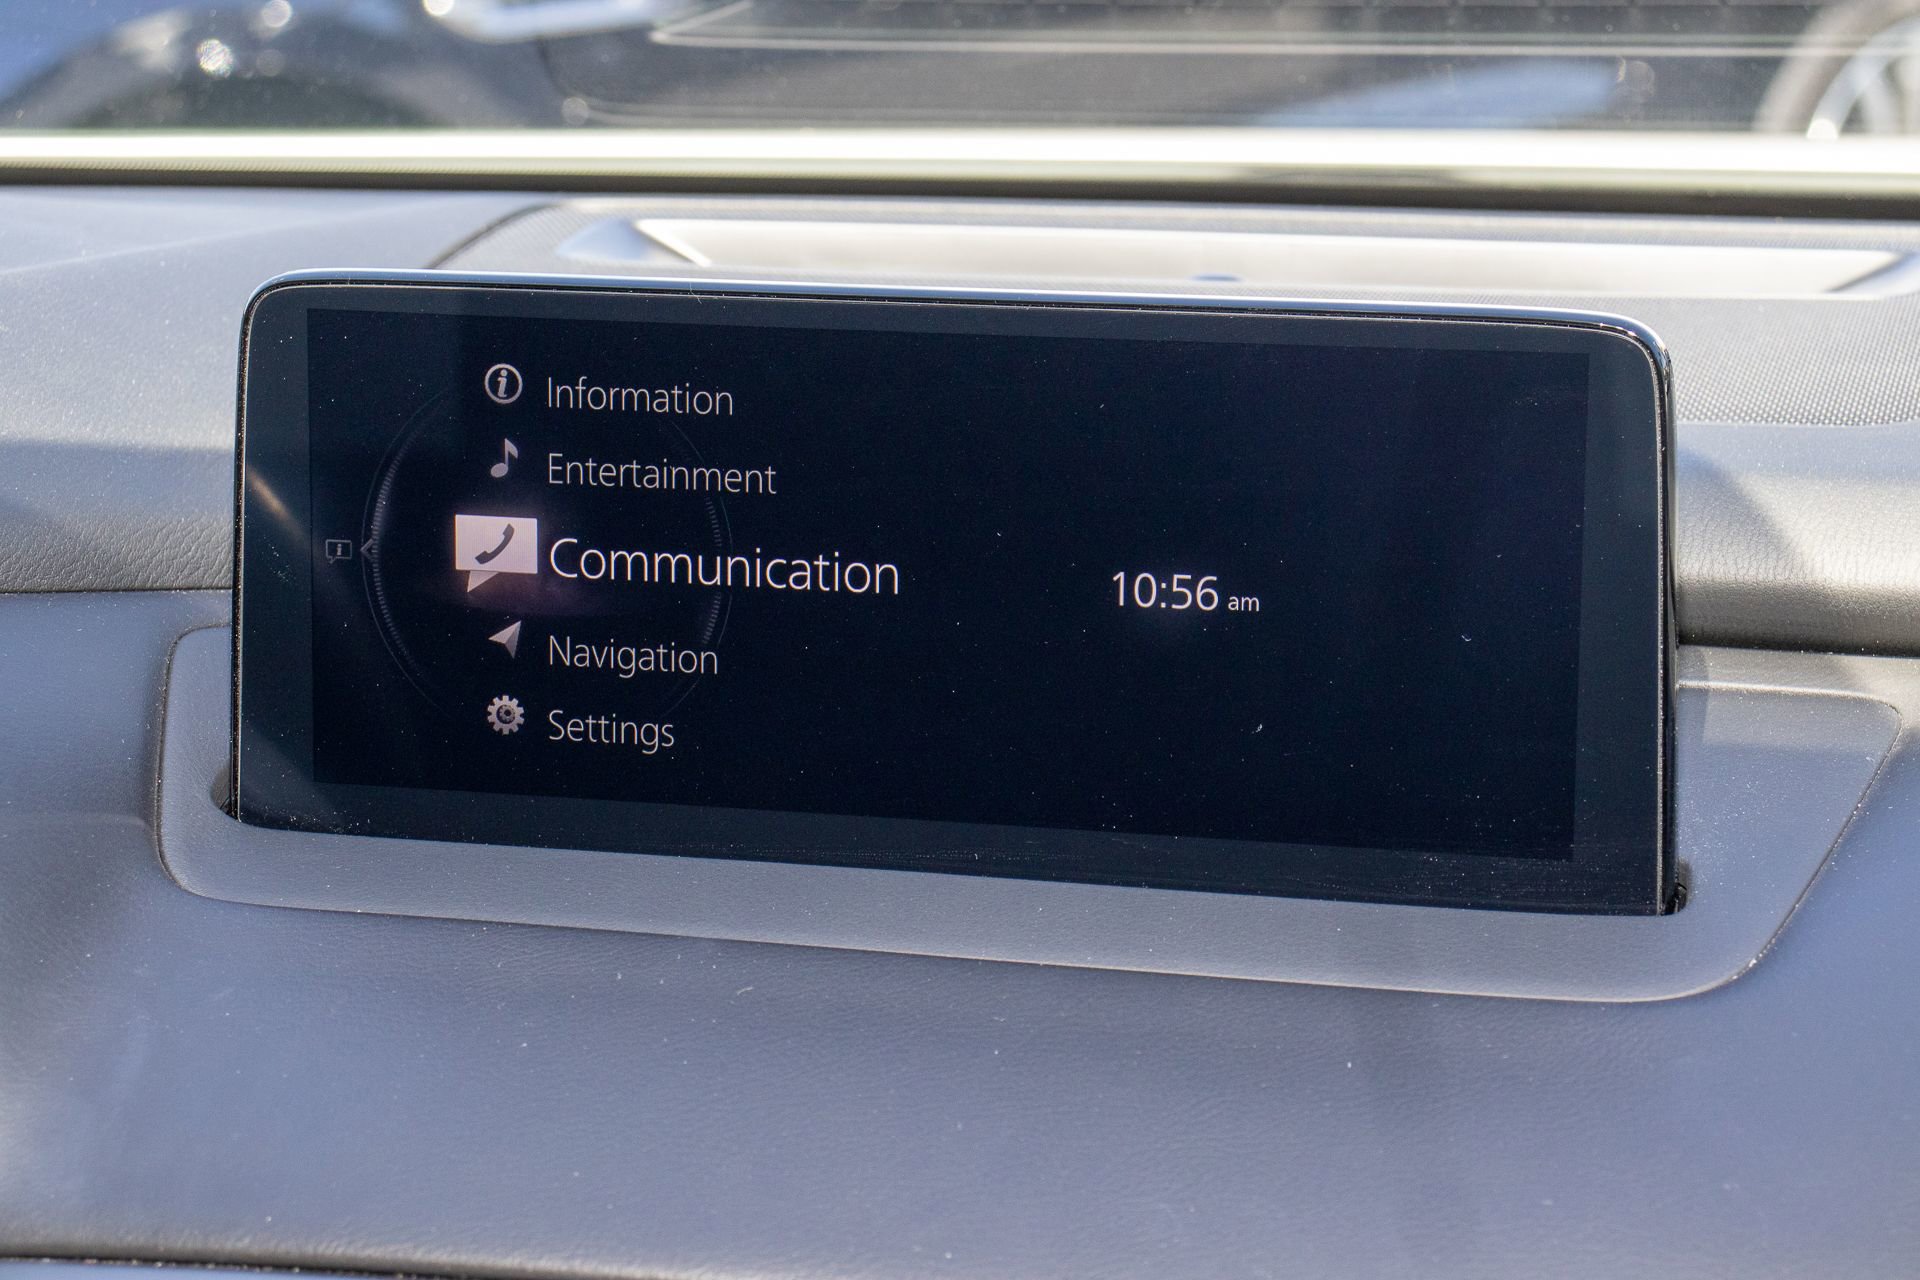 Information
Entertainment
Communication
10:56 am
Navigation
Settings